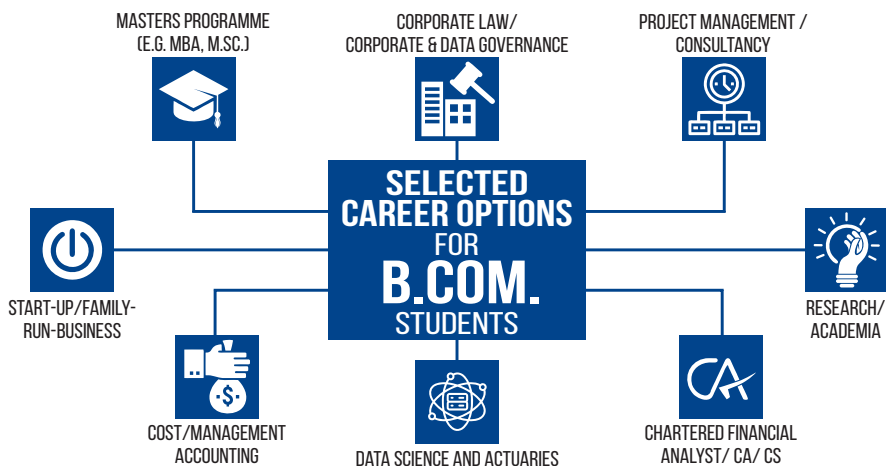 MASTERS PROGRAMME
(E.G. MBA, M.SC.)
CORPORATE LAW/
CORPORATE & DATA GOVERNANCE
PROJECT MANAGEMENT /
CONSULTANCY
SELECTED
CAREER OPTIONS
FOR
B.COM.
STUDENTS
START-UP/FAMILY-
RUN-BUSINESS
RESEARCH/
ACADEMIA
$
CA
COST/MANAGEMENT
ACCOUNTING
DATA SCIENCE AND ACTUARIES
CHARTERED FINANCIAL
ANALYST/ CA/ CS